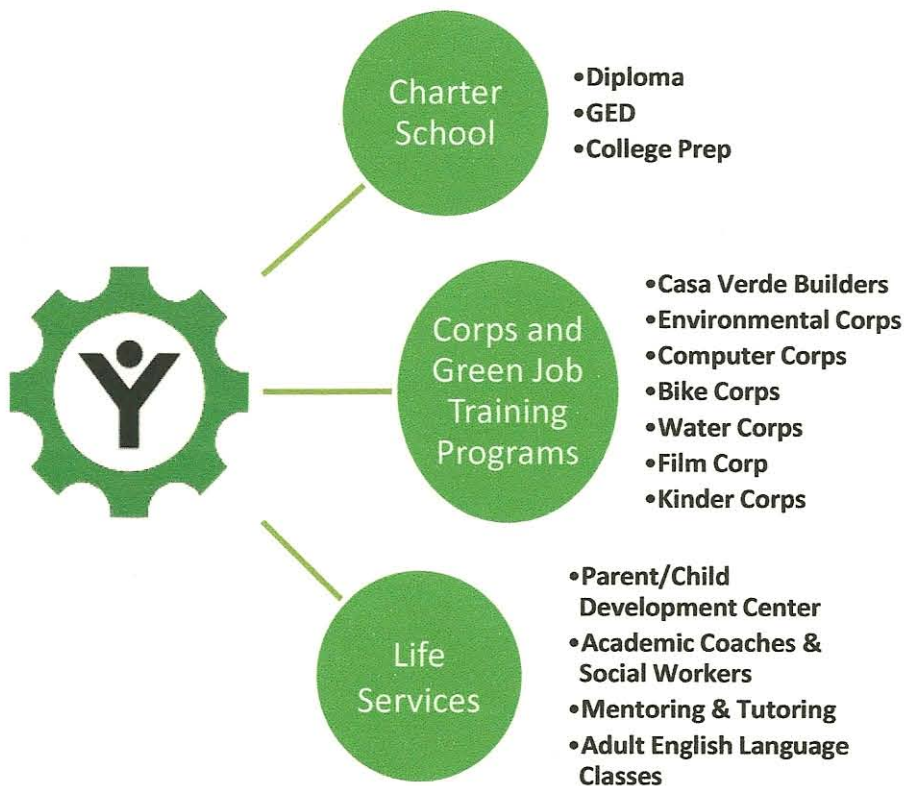 Charter
School
•Diploma
•GED
•College Prep
Corps and
Green Job
Training
Programs
•Casa Verde Builders
•Environmental Corps
•Computer Corps
•Bike Corps
•Water Corps
•Film Corp
•Kinder Corps
Life
Services
•Parent/Child
Development Center
•Academic Coaches &
Social Workers
•Mentoring & Tutoring
•Adult English Language
Classes